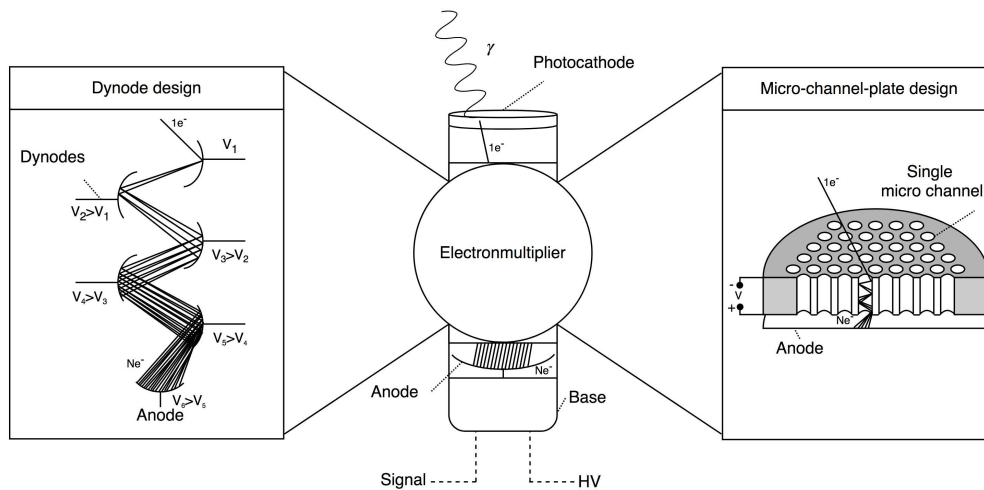 Dynode design
1e-
V1
Dynodes
V2>V1
V3>V2
V4>V3
V5>V4
Ne-
V6>V5
Anode
γ
Photocathode
1e-
Electronmultiplier
Ne-
Anode
Base
Signal
HV
Micro-channel-plate design
Single
micro channel
1e-
-
V
+
Ne-
Anode